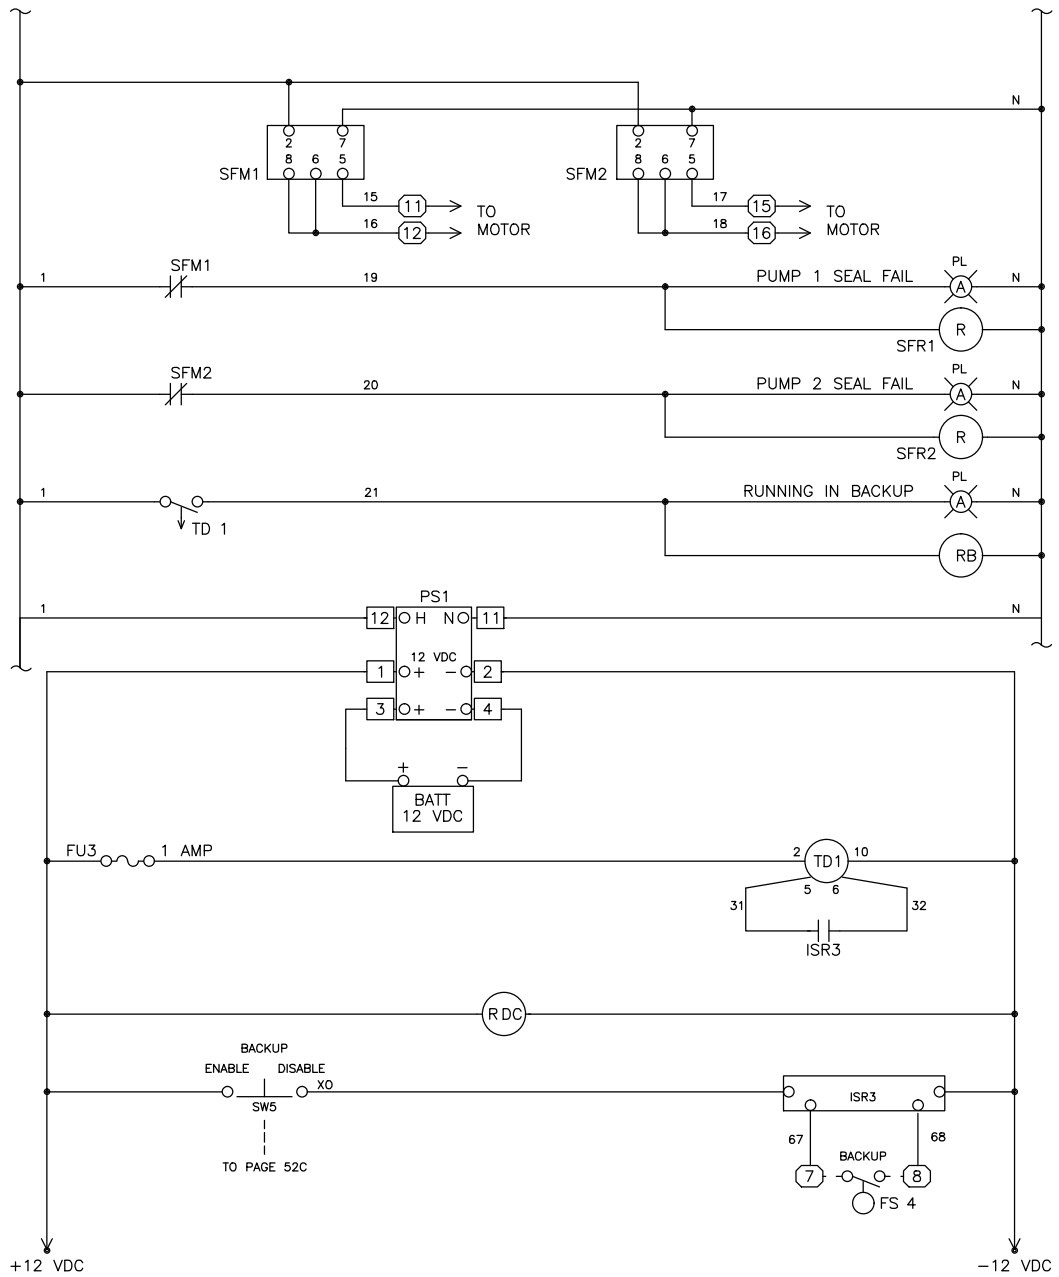 N
2 7
8 6 5
SFM1
2 7
8 6 5
SFM2
15 11 TO
16 12 MOTOR
17 15 TO
18 16 MOTOR
SFM1
PL
1 19 PUMP 1 SEAL FAIL A N
R
SFR1
SFM2
PL
20 PUMP 2 SEAL FAIL A N
R
SFR2
PL
1 21 RUNNING IN BACKUP A N
TD 1
RB
PS1
1 12 H N 11 N
12 VDC
1 + - 2
3 + - 4
+ -
BATT
12 VDC
FU3 1 AMP 2 TD1 10
5 6
31 32
ISR3
R DC
BACKUP
ENABLE DISABLE
XO
SW5
ISR3
67 68
TO PAGE 52C
BACKUP
7 8
FS 4
+12 VDC -12 VDC